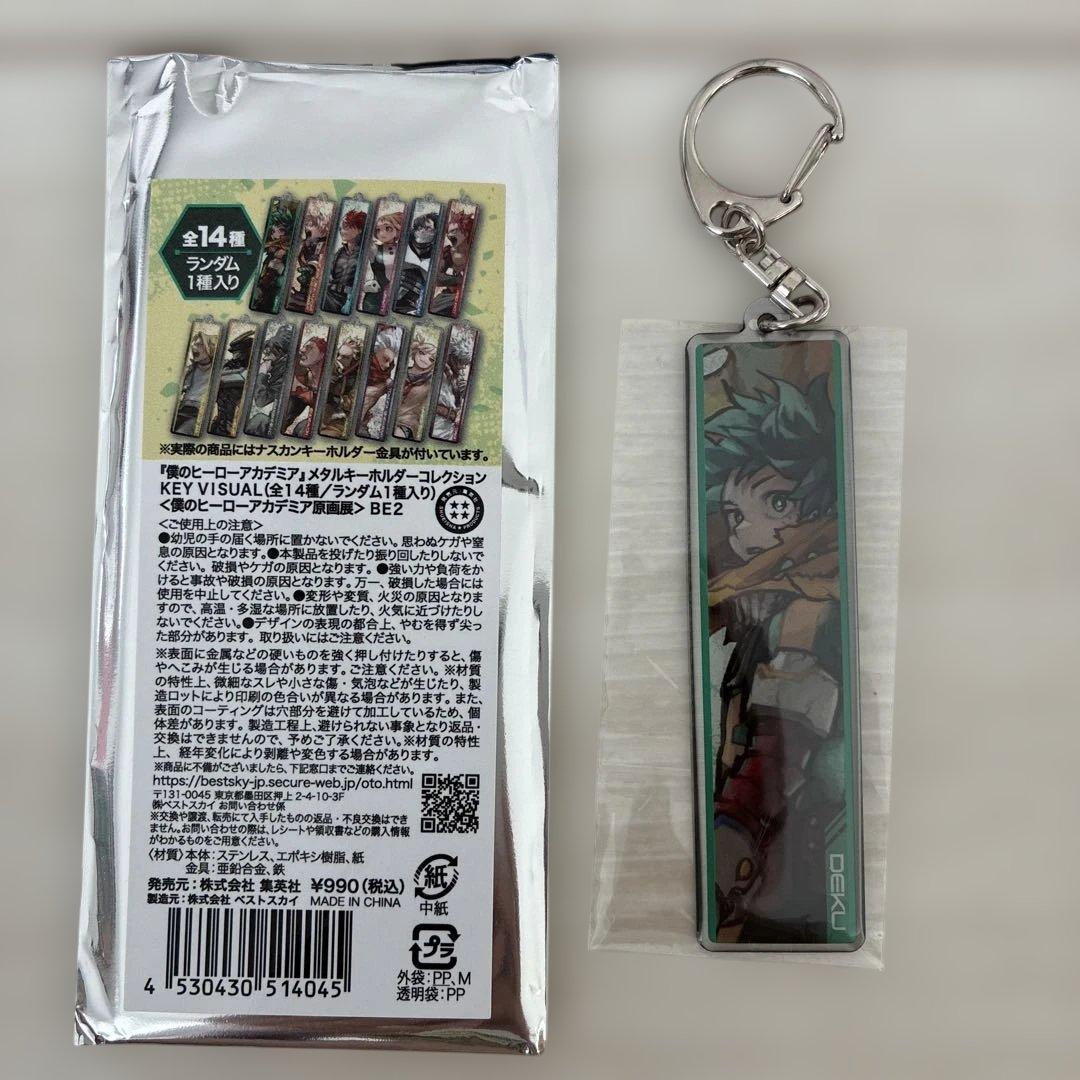 全14種
ランダム
1種入り
※実際の商品にはナスカンキーホルダー金具が付いています。
『僕のヒーローアカデミア』メタルキーホルダーコレクション
KEY VISUAL(全14種/ランダム1種入り)
<僕のヒーローアカデミア原画展> BE2
<ご使用上の注意>
●幼児の手の届く場所に置かないでください。思わぬケガや窒
息の原因となります。●本製品を投げたり振り回したりしないで
ください。破損やケガの原因となります。●強い力や負荷をか
けると事故や破損の原因となります。万一、破損した場合には
使用を中止してください。●変形や変質、火災の原因となりま
すので、高温・多湿な場所に放置したり、火気に近づけたりし
ないでください。●デザインの表現の都合上、やむを得ず尖っ
た部分があります。取り扱いにはご注意ください。
※表面に金属などの硬いものを強く押し付けたりすると、傷
やへこみが生じる場合があります。ご注意ください。※材質
の特性上、微細なスレや小さな傷・気泡などが生じたり、製
造ロットにより印刷の色合いが異なる場合があります。また、
表面のコーティングは穴部分を避けて加工しているため、個
体差があります。製造工程上、避けられない事象となり返品・
交換はできませんので、予めご了承ください。※材質の特性
上、経年変化により剥離や変色する場合があります。
※商品に不備がございましたら、下記窓口までご連絡ください。
https://bestsky-jp.secure-web.jp/oto.html
〒131-0045 東京都墨田区押上 2-4-10-3F
㈱ベストスカイ お問い合わせ係
※交換や譲渡、転売にて入手したものの返品・不良交換はでき
ません。お問い合わせの際は、レシートや領収書などの購入情報
がわかるものをご用意ください。
〈材質〉本体:ステンレス、エポキシ樹脂、紙
金具:亜鉛合金、鉄
発売元:株式会社 集英社 ¥990(税込)
製造元:株式会社 ベストスカイ MADE IN CHINA
紙
中紙
プラ
外袋:PP、M
透明袋:PP
4 530430 514045
DEKU